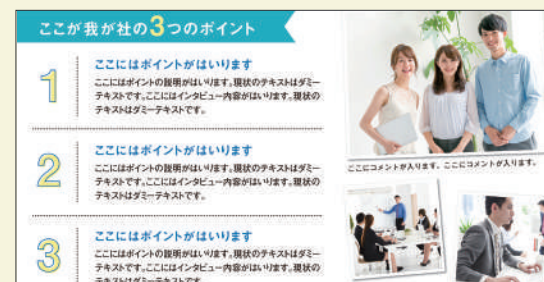 ここが我が社の3つのポイント
1
ここにはポイントがはいります
ここにはポイントの説明がはいります。現状のテキストはダミー
テキストです。ここにはインタビュー内容がはいります。現状の
テキストはダミーテキストです。
2
ここにはポイントがはいります
ここにはポイントの説明がはいります。現状のテキストはダミー
テキストです。ここにはインタビュー内容がはいります。現状の
テキストはダミーテキストです。
3
ここにはポイントがはいります
ここにはポイントの説明がはいります。現状のテキストはダミー
テキストです。ここにはインタビュー内容がはいります。現状の
テキストはダミーテキストです。
ここにコメントが入ります。ここにコメントが入ります。